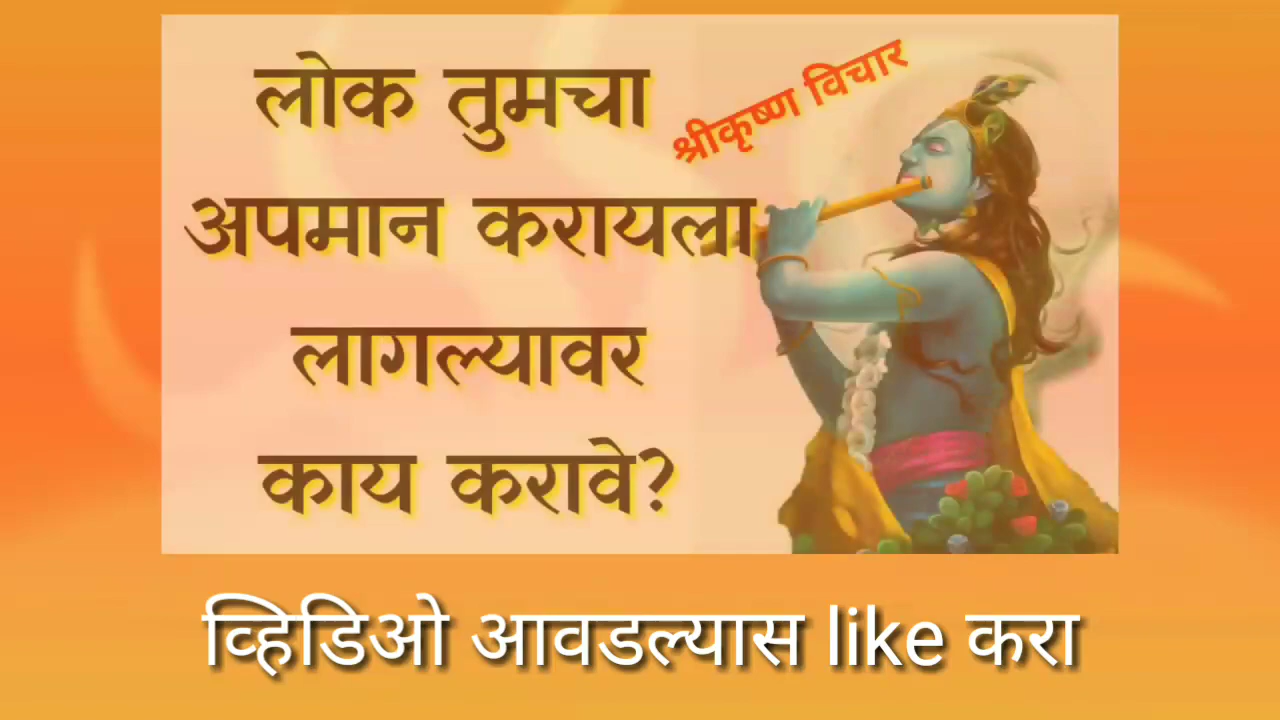 लोक तुमचा
श्रीकृष्ण विचार
अपमान करायला
लागल्यावर
काय करावे?
व्हिडिओ आवडल्यास like करा